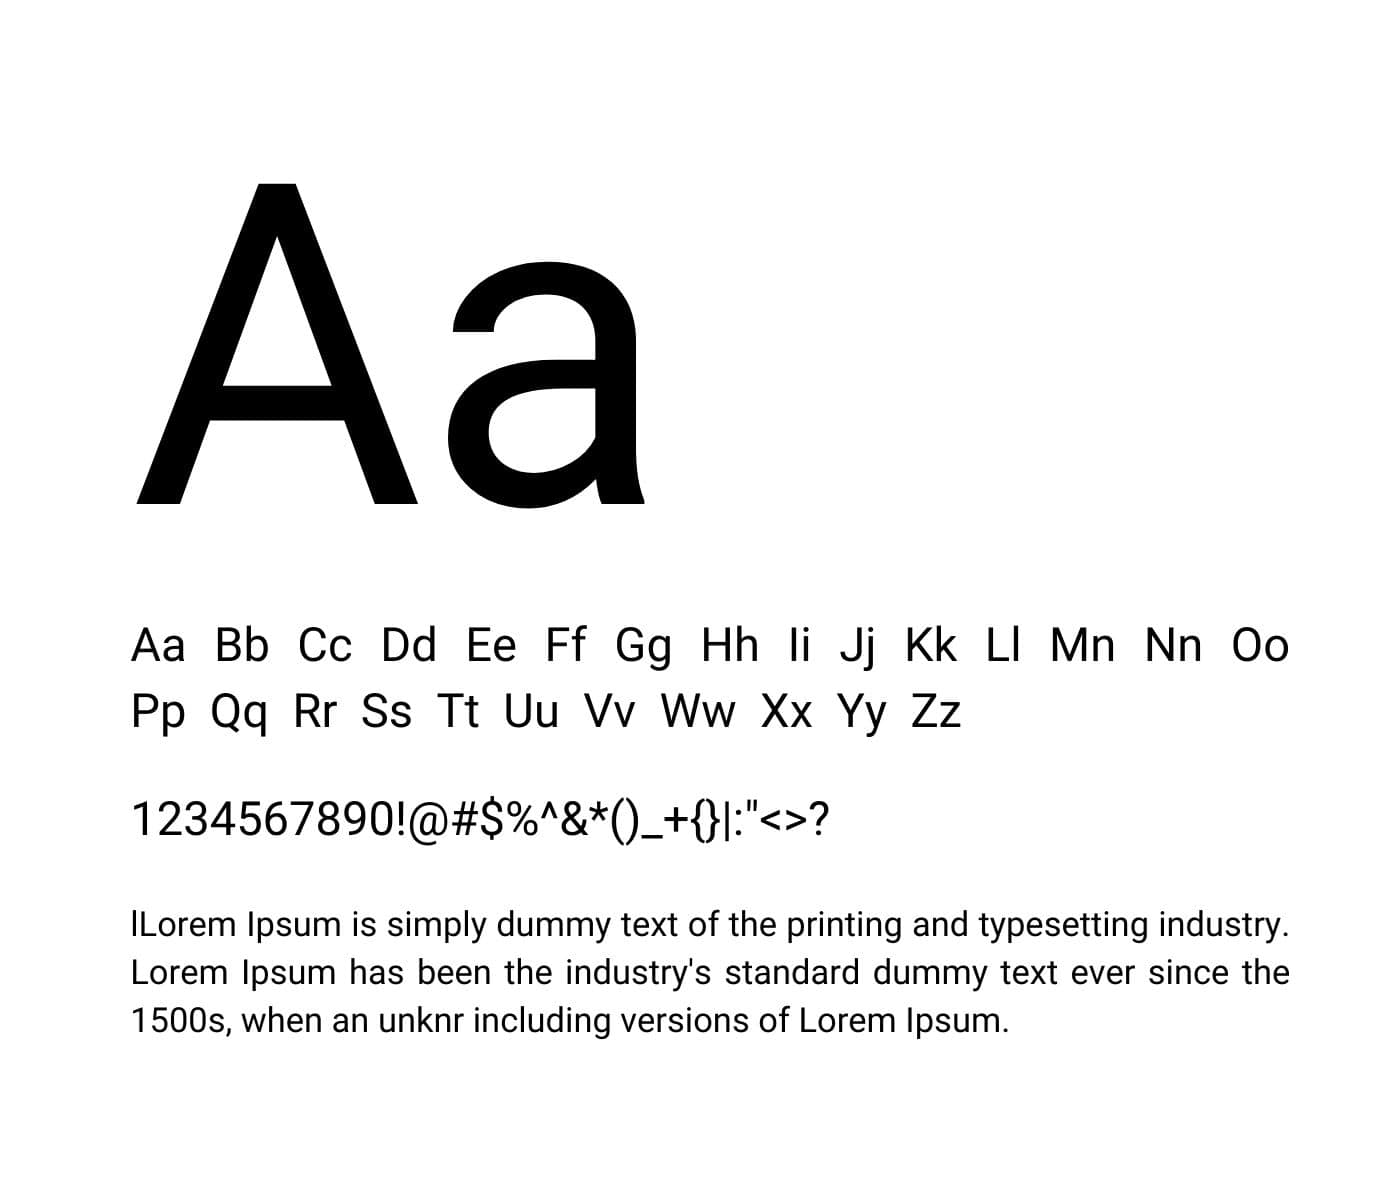 Aa
Aa Bb Cc Dd Ee Ff Gg Hh Ii Jj Kk Ll Mn Nn Oo
Pp Qq Rr Ss Tt Uu Vv Ww Xx Yy Zz
1234567890!@#$%^&*()_+{}|:"<>?
lLorem Ipsum is simply dummy text of the printing and typesetting industry.
Lorem Ipsum has been the industry's standard dummy text ever since the
1500s, when an unknr including versions of Lorem Ipsum.